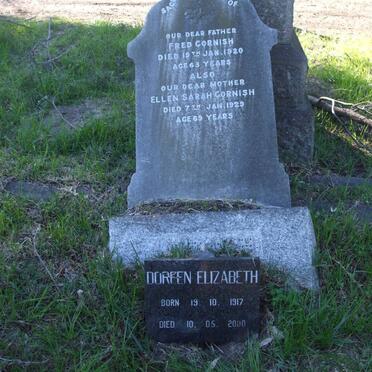 OF
OUR DEAR FATHER
FRED CORNISH
DIED 19TH JAN. 1920
AGED 63 YEARS
ALSO
OUR DEAR MOTHER
ELLEN SARAH CORNISH
DIED 7TH JAN. 1929
AGED 69 YEARS
DOREEN ELIZABETH
BORN 19. 10. 1917
DIED 10. 05. 2000